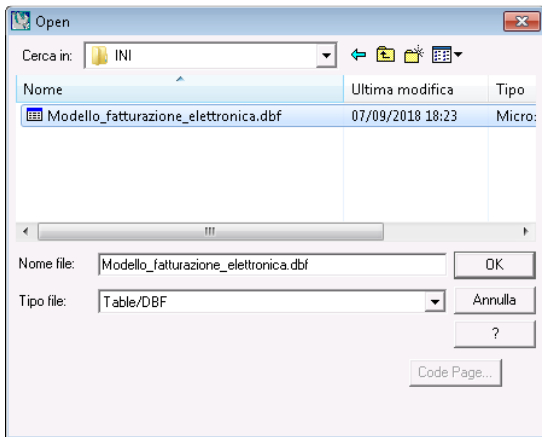 Open
Cerca in: INI
Nome Ultima modifica Tipo
Modello_fatturazione_elettronica.dbf 07/09/2018 18:23 Micro:
Nome file: Modello_fatturazione_elettronica.dbf OK
Tipo file: Table/DBF Annulla
?
Code Page...